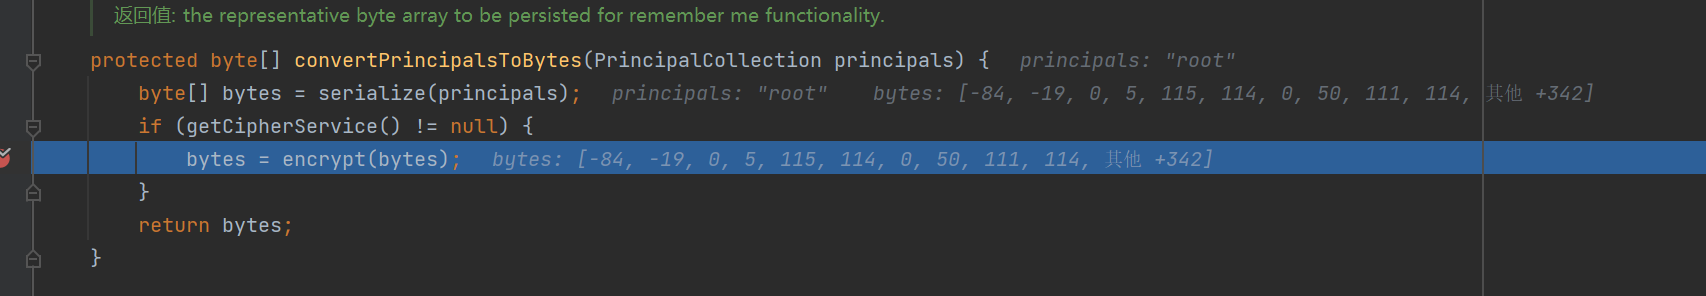 返回值: the representative byte array to be persisted for remember me functionality.
protected byte[] convertPrincipalsToBytes(PrincipalCollection principals) {   principals: "root"
    byte[] bytes = serialize(principals);   principals: "root"    bytes: [-84, -19, 0, 5, 115, 114, 0, 50, 111, 114, 其他 +342]
    if (getCipherService() != null) {
        bytes = encrypt(bytes);   bytes: [-84, -19, 0, 5, 115, 114, 0, 50, 111, 114, 其他 +342]
    }
    return bytes;
}